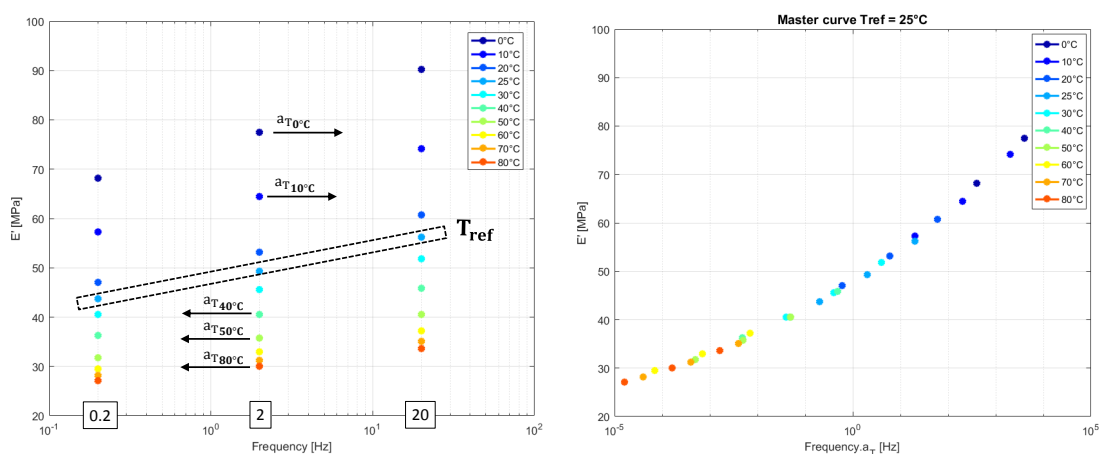 100
90
80
70
60
50
40
30
20
E' [MPa]
0°C
10°C
20°C
25°C
30°C
40°C
50°C
60°C
70°C
80°C
aT0°C
aT10°C
Tref
aT40°C
aT50°C
aT80°C
0.2
2
20
10-1
100
101
102
Frequency [Hz]
Master curve Tref = 25°C
100
90
80
70
60
50
40
30
20
E' [MPa]
0°C
10°C
20°C
25°C
30°C
40°C
50°C
60°C
70°C
80°C
10-5
100
105
Frequency.aT [Hz]